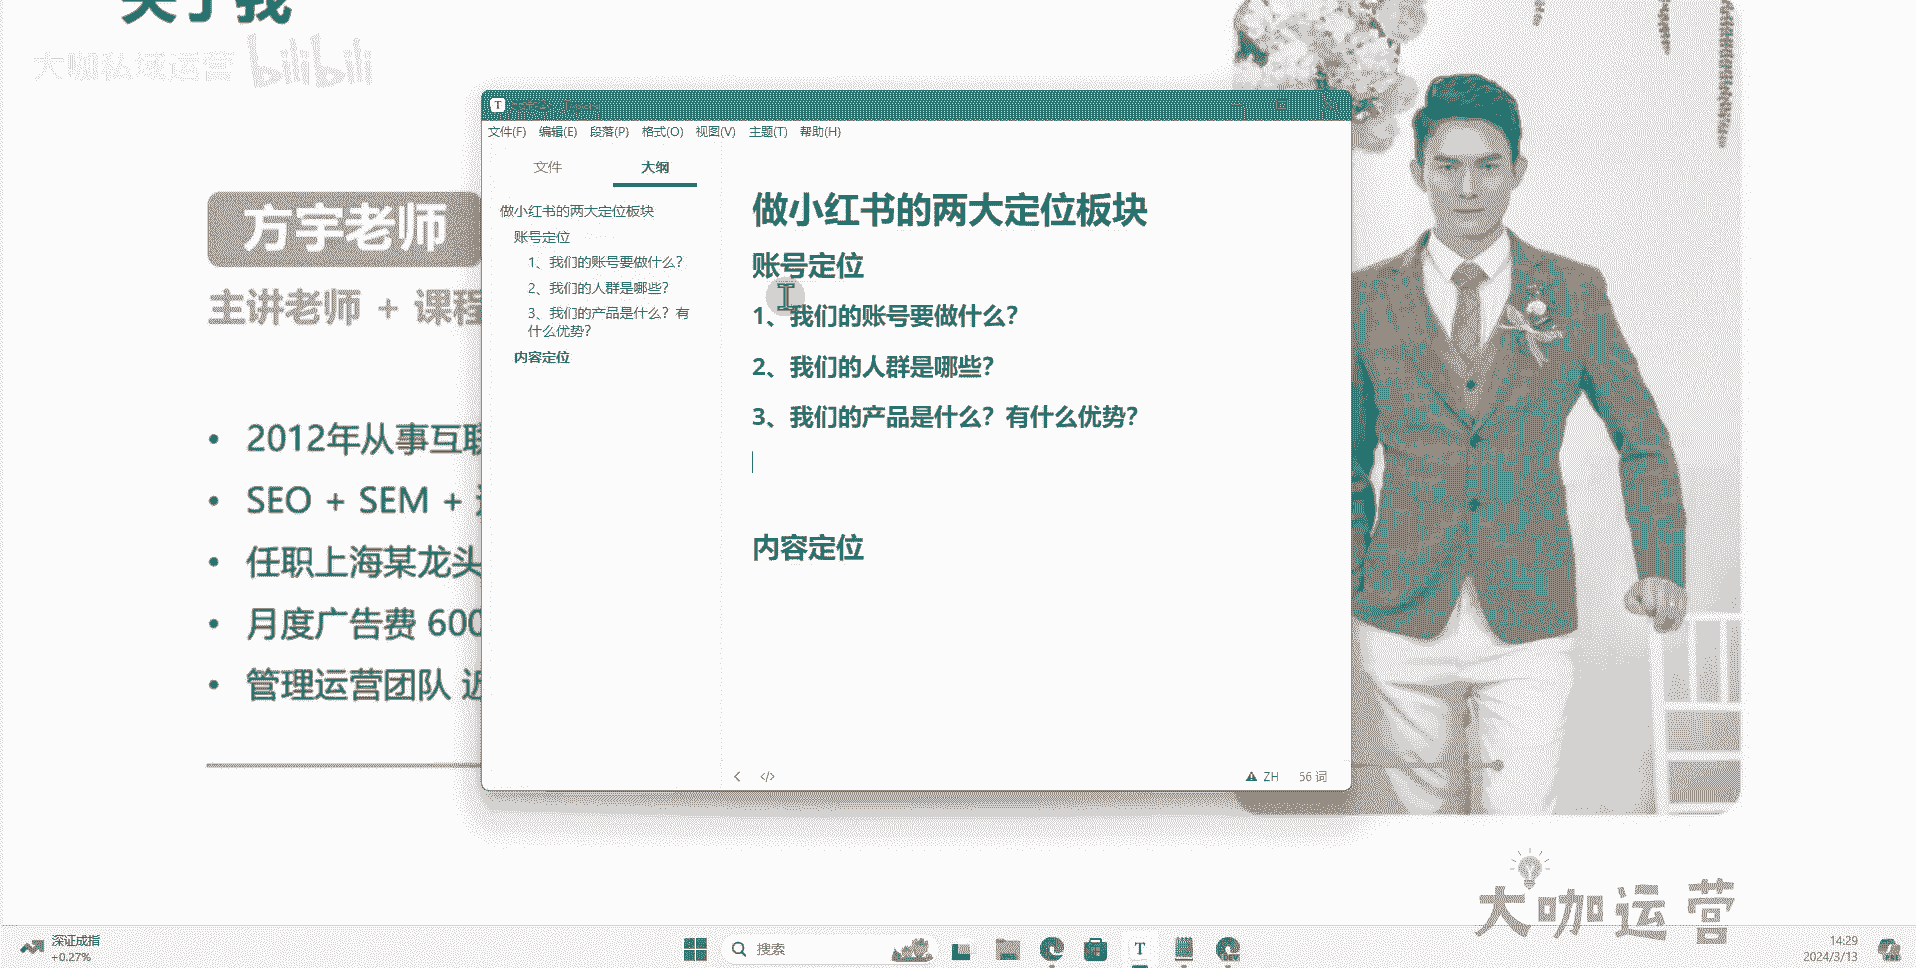 关于我
大咖私域运营 bilibili
方宇老师
主讲老师 + 课程
• 2012年从事互联
• SEO + SEM +
• 任职上海某龙头
• 月度广告费 600
• 管理运营团队 近
文件(F) 编辑(E) 段落(P) 格式(O) 视图(V) 主题(T) 帮助(H)
文件 大纲
做小红书的两大定位板块
账号定位
1、我们的账号要做什么?
2、我们的人群是哪些?
3、我们的产品是什么? 有
什么优势?
内容定位
做小红书的两大定位板块
账号定位
1、我们的账号要做什么?
2、我们的人群是哪些?
3、我们的产品是什么? 有什么优势?
内容定位
ZH 56 词
大咖运营
深证成指
+0.27%
搜索
T
DEV
14:29
2024/3/13